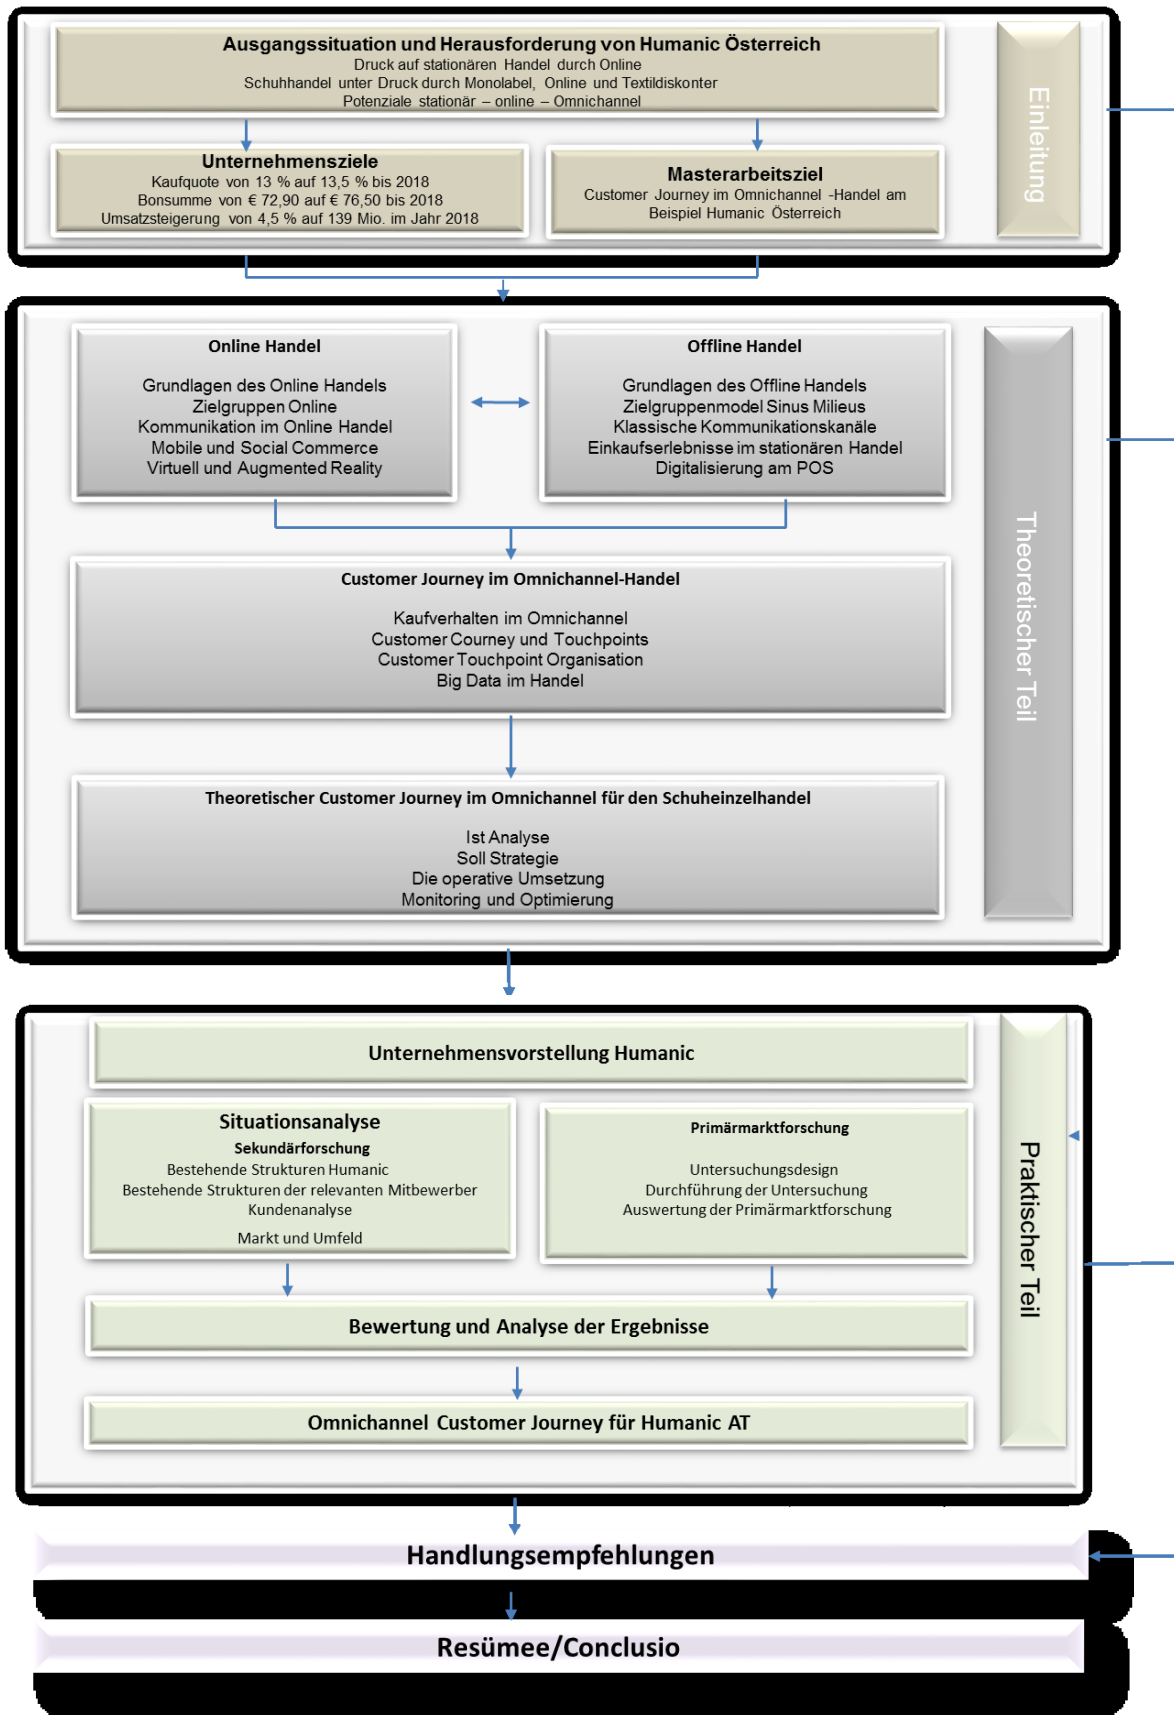 Ausgangssituation und Herausforderung von Humanic Österreich
Druck auf stationären Handel durch Online
Schuhhandel unter Druck durch Monolabel, Online und Textildiskonter
Potenziale stationär – online – Omnichannel
Einleitung
Unternehmensziele
Kaufquote von 13 % auf 13,5 % bis 2018
Bonsumme von € 72,90 auf € 76,50 bis 2018
Umsatzsteigerung von 4,5 % auf 139 Mio. im Jahr 2018
Masterarbeitsziel
Customer Journey im Omnichannel -Handel am
Beispiel Humanic Österreich
Online Handel
Grundlagen des Online Handels
Zielgruppen Online
Kommunikation im Online Handel
Mobile und Social Commerce
Virtuell und Augmented Reality
Offline Handel
Grundlagen des Offline Handels
Zielgruppenmodel Sinus Milieus
Klassische Kommunikationskanäle
Einkaufserlebnisse im stationären Handel
Digitalisierung am POS
Theoretischer Teil
Customer Journey im Omnichannel-Handel
Kaufverhalten im Omnichannel
Customer Courney und Touchpoints
Customer Touchpoint Organisation
Big Data im Handel
Theoretischer Customer Journey im Omnichannel für den Schuheinzelhandel
Ist Analyse
Soll Strategie
Die operative Umsetzung
Monitoring und Optimierung
Unternehmensvorstellung Humanic
Situationsanalyse
Sekundärforschung
Bestehende Strukturen Humanic
Bestehende Strukturen der relevanten Mitbewerber
Kundenanalyse
Markt und Umfeld
Primärmarktforschung
Untersuchungsdesign
Durchführung der Untersuchung
Auswertung der Primärmarktforschung
Praktischer Teil
Bewertung und Analyse der Ergebnisse
Omnichannel Customer Journey für Humanic AT
Handlungsempfehlungen
Resümee/Conclusio